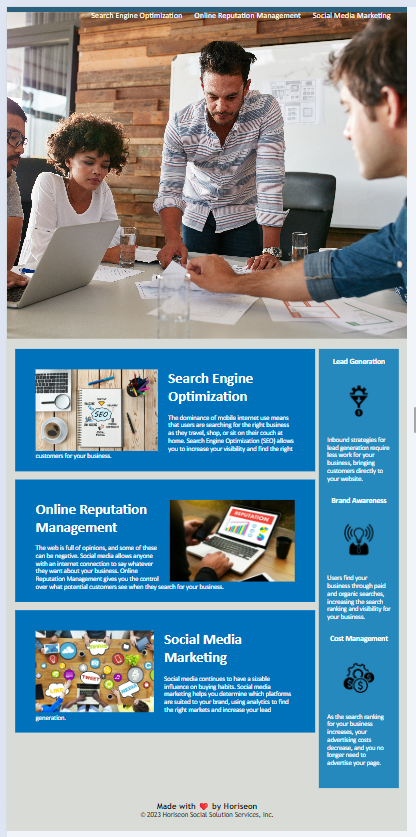 Search Engine Optimization Online Reputation Management Social Media Marketing
Search Engine
Optimization
The dominance of mobile internet use means
that users are searching for the right business
as they travel, shop, or sit on their couch at
home. Search Engine Optimization (SEO) allows
you to increase your visibility and find the right
customers for your business.
SEO
Online Reputation
Management
The web is full of opinions, and some of these
can be negative. Social media allows anyone
with an internet connection to say whatever
they want about your business. Online
Reputation Management gives you the control
over what potential customers see when they search for your business.
REPUTATION
Social Media
Marketing
Social media continues to have a sizable
influence on buying habits. Social media
marketing helps you determine which platforms
are suited to your brand, using analytics to find
the right markets and increase your lead
generation.
TWEET
Lead Generation
Inbound strategies for
lead generation require
less work for your
business, bringing
customers directly to
your website.
Brand Awareness
Users find your
business through paid
and organic searches,
increasing the search
ranking and visibility for
your business.
Cost Management
As the search ranking
for your business
increases, your
advertising costs
decrease, and you no
longer need to
advertise your page.
Made with ❤️ by Horiseon
© 2023 Horiseon Social Solution Services, Inc.